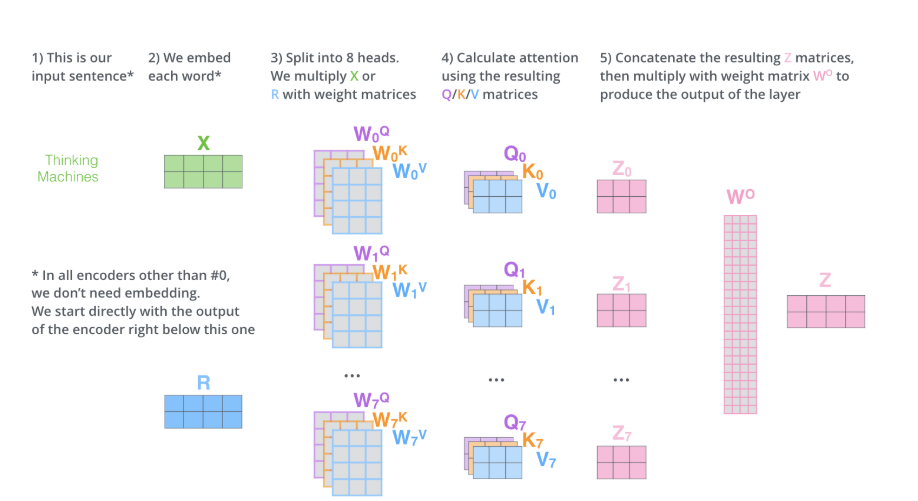 1) This is our
input sentence*
2) We embed
each word*
3) Split into 8 heads.
We multiply X or
R with weight matrices
4) Calculate attention
using the resulting
Q/K/V matrices
5) Concatenate the resulting Z matrices,
then multiply with weight matrix Wᴼ to
produce the output of the layer
Thinking
Machines
X
W₀Q
W₀K
W₀V
Q₀
K₀
V₀
Z₀
* In all encoders other than #0,
we don’t need embedding.
We start directly with the output
of the encoder right below this one
W₁Q
W₁K
W₁V
Q₁
K₁
V₁
Z₁
Wᴼ
Z
...
...
...
R
W₇Q
W₇K
W₇V
Q₇
K₇
V₇
Z₇